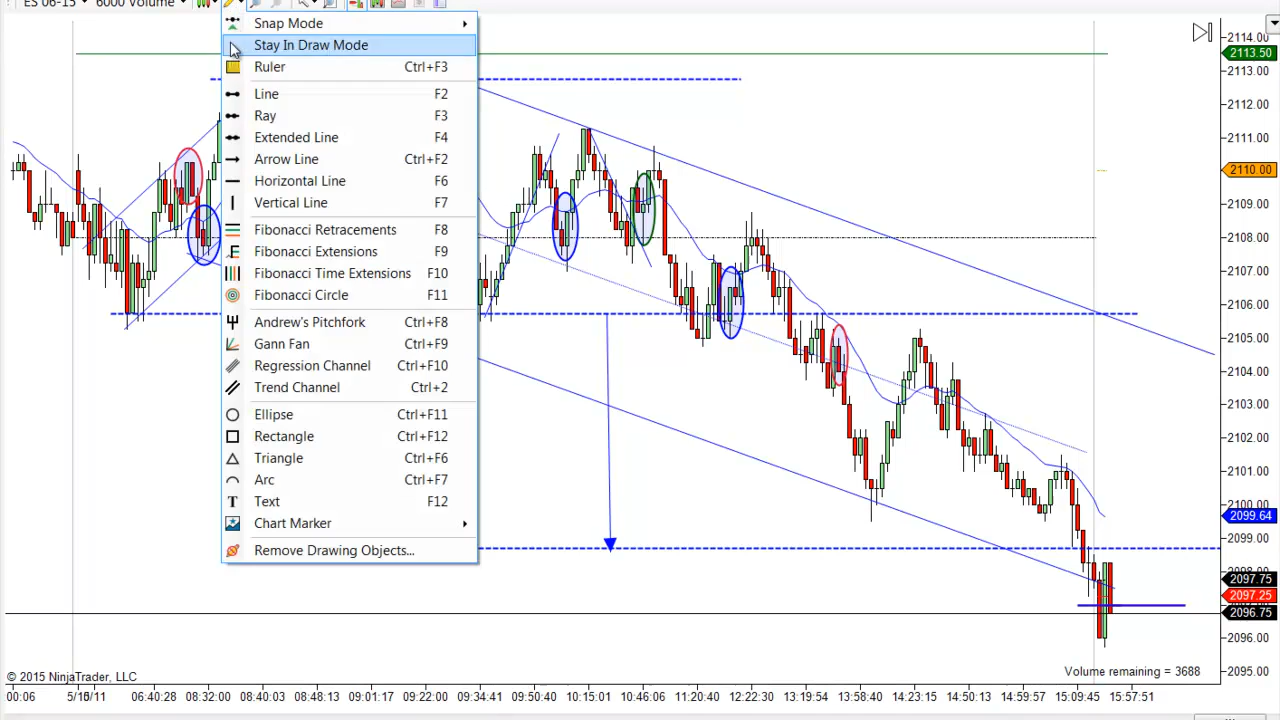 ES 06-15
6000 Volume
Snap Mode
Stay In Draw Mode
Ruler Ctrl+F3
Line F2
Ray F3
Extended Line F4
Arrow Line Ctrl+F2
Horizontal Line F6
Vertical Line F7
Fibonacci Retracements F8
Fibonacci Extensions F9
Fibonacci Time Extensions F10
Fibonacci Circle F11
Andrew's Pitchfork Ctrl+F8
Gann Fan Ctrl+F9
Regression Channel Ctrl+F10
Trend Channel Ctrl+2
Ellipse Ctrl+F11
Rectangle Ctrl+F12
Triangle Ctrl+F6
Arc Ctrl+F7
Text F12
Chart Marker
Remove Drawing Objects...
2114.00
2113.50
2113.00
2112.00
2111.00
2110.00
2109.00
2108.00
2107.00
2106.00
2105.00
2104.00
2103.00
2102.00
2101.00
2100.00
2099.64
2099.00
2097.75
2097.25
2096.75
2096.00
2095.00
© 2015 NinjaTrader, LLC
Volume remaining = 3688
00:06 5/11 06:40:28 08:32:00 08:40:03 08:48:13 09:01:17 09:22:00 09:34:41 09:50:40 10:15:01 10:46:06 11:20:40 12:22:30 13:19:54 13:58:40 14:23:15 14:50:13 14:59:57 15:09:45 15:57:51